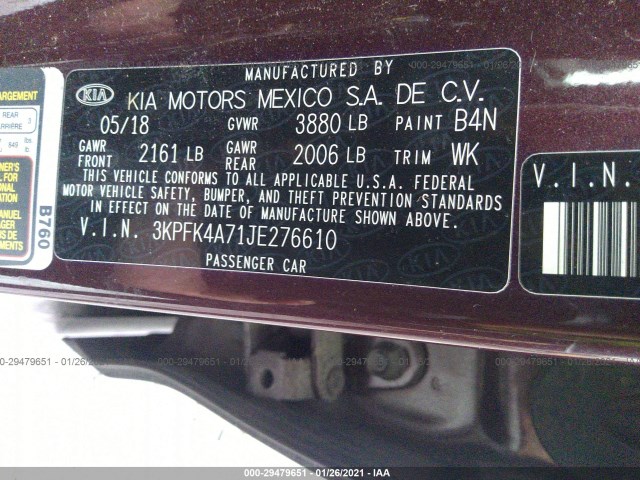 MANUFACTURED BY
KIA KIA MOTORS MEXICO S.A. DE C.V.
05/18 GVWR 3880 LB PAINT B4N
GAWR FRONT 2161 LB GAWR REAR 2006 LB TRIM WK
THIS VEHICLE CONFORMS TO ALL APPLICABLE U.S.A. FEDERAL
MOTOR VEHICLE SAFETY, BUMPER, AND THEFT PREVENTION STANDARDS
IN EFFECT ON THE DATE OF MANUFACTURE SHOWN ABOVE.
V.I.N. 3KPFK4A71JE276610
PASSENGER CAR
V.I.N.
B760
REAR
3
000-29479651 - 01/26/2021 - IAA